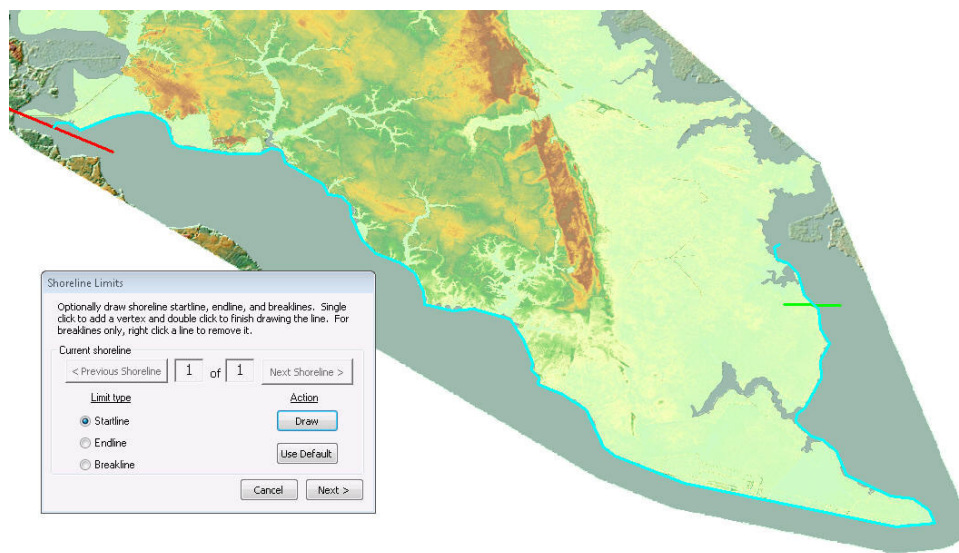 Shoreline Limits
Optionally draw shoreline startline, endline, and breaklines. Single
click to add a vertex and double click to finish drawing the line. For
breaklines only, right click a line to remove it.
Current shoreline
< Previous Shoreline 1 of 1 Next Shoreline >
Limit type Action
Startline Draw
Endline
Use Default
Breakline
Cancel Next >